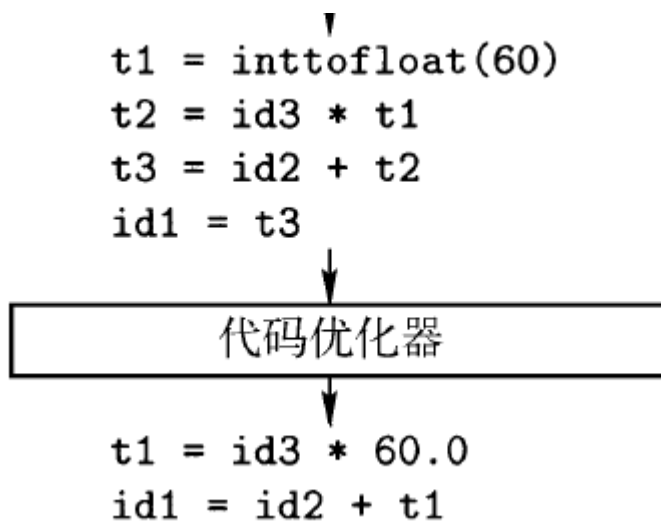 t1 = inttofloat(60)
t2 = id3 * t1
t3 = id2 + t2
id1 = t3
代码优化器
t1 = id3 * 60.0
id1 = id2 + t1